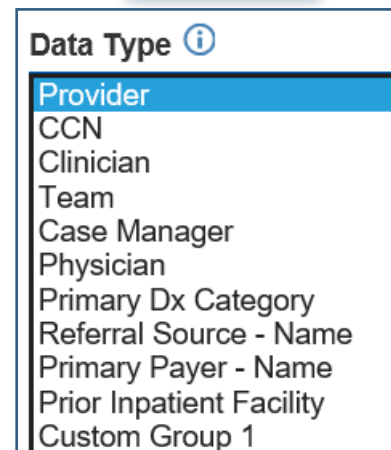 Data Type
Provider
CCN
Clinician
Team
Case Manager
Physician
Primary Dx Category
Referral Source - Name
Primary Payer - Name
Prior Inpatient Facility
Custom Group 1